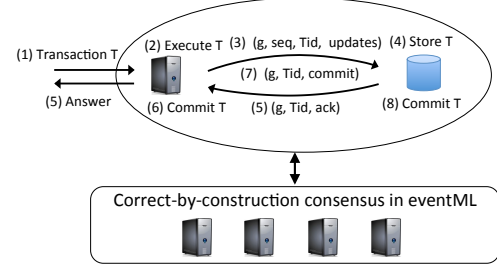 (1) Transaction T
(2) Execute T
(3) (g, seq, Tid, updates)
(4) Store T
(7) (g, Tid, commit)
(5) Answer
(6) Commit T
(5) (g, Tid, ack)
(8) Commit T
Correct-by-construction consensus in eventML